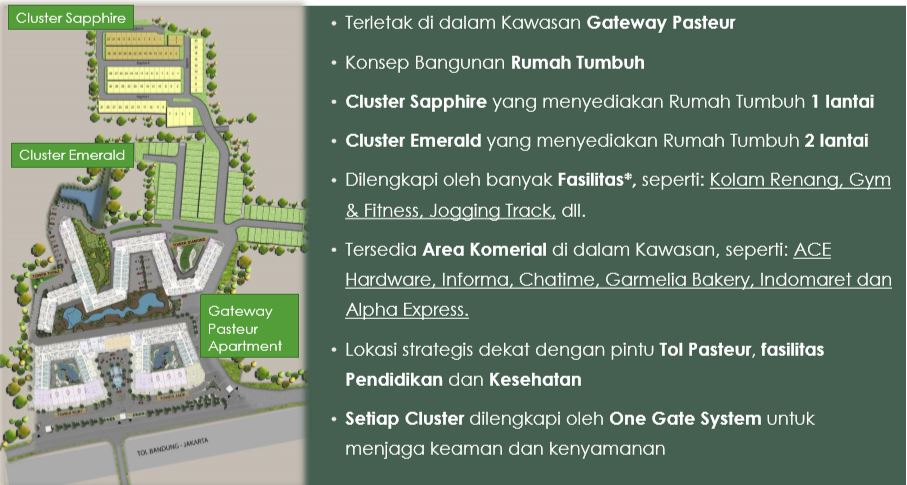 Cluster Sapphire
Cluster Emerald
Gateway
Pasteur
Apartment
TOL BANDUNG - JAKARTA
• Terletak di dalam Kawasan Gateway Pasteur
• Konsep Bangunan Rumah Tumbuh
• Cluster Sapphire yang menyediakan Rumah Tumbuh 1 lantai
• Cluster Emerald yang menyediakan Rumah Tumbuh 2 lantai
• Dilengkapi oleh banyak Fasilitas*, seperti: Kolam Renang, Gym
& Fitness, Jogging Track, dll.
• Tersedia Area Komerial di dalam Kawasan, seperti: ACE
Hardware, Informa, Chatime, Garmelia Bakery, Indomaret dan
Alpha Express.
• Lokasi strategis dekat dengan pintu Tol Pasteur, fasilitas
Pendidikan dan Kesehatan
• Setiap Cluster dilengkapi oleh One Gate System untuk
menjaga keaman dan kenyamanan